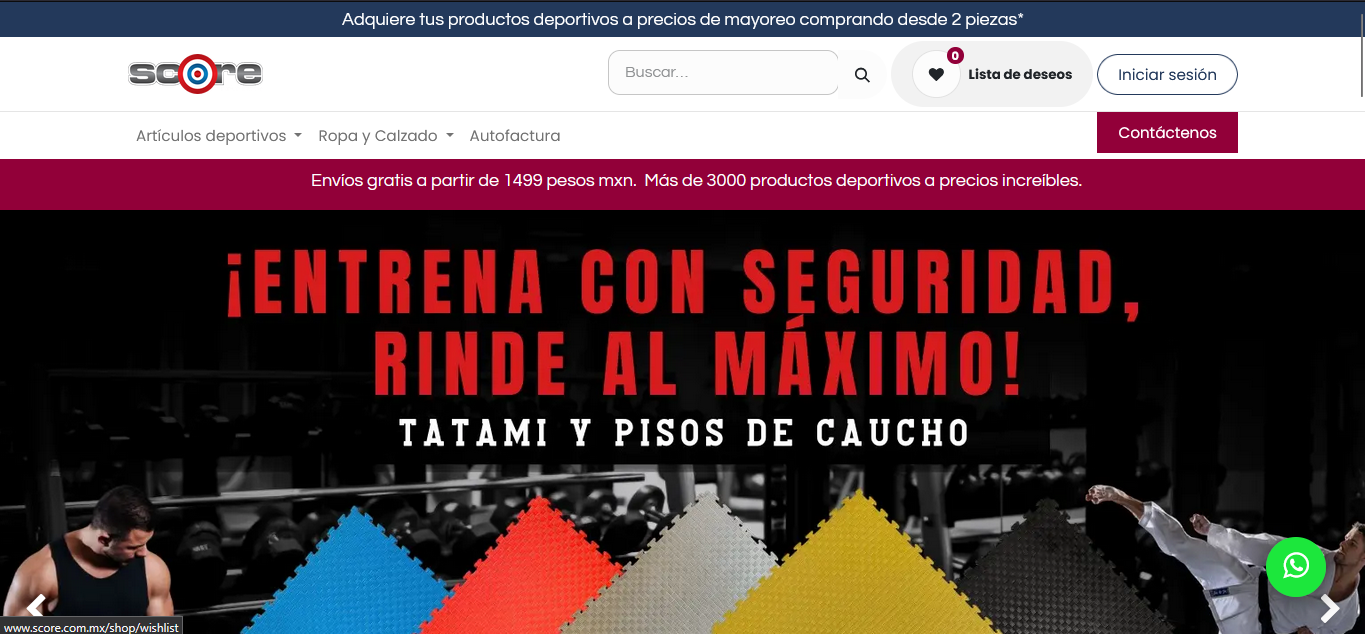 Adquiere tus productos deportivos a precios de mayoreo comprando desde 2 piezas*
score
Buscar...
0
Lista de deseos
Iniciar sesión
Artículos deportivos
Ropa y Calzado
Autofactura
Contáctenos
Envíos gratis a partir de 1499 pesos mxn. Más de 3000 productos deportivos a precios increíbles.
¡ENTRENA CON SEGURIDAD,
RINDE AL MÁXIMO!
TATAMI Y PISOS DE CAUCHO
www.score.com.mx/shop/wishlist